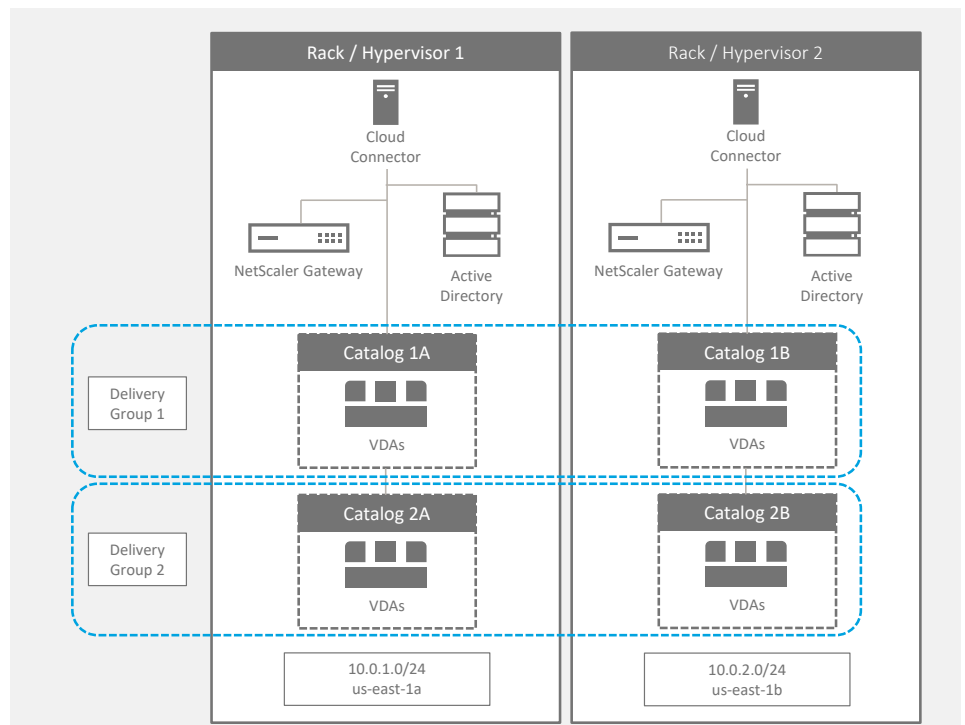 Rack / Hypervisor 1
Cloud
Connector
NetScaler Gateway
Active
Directory
Rack / Hypervisor 2
Cloud
Connector
NetScaler Gateway
Active
Directory
Delivery
Group 1
Catalog 1A
VDAs
Catalog 1B
VDAs
Delivery
Group 2
Catalog 2A
VDAs
Catalog 2B
VDAs
10.0.1.0/24
us-east-1a
10.0.2.0/24
us-east-1b